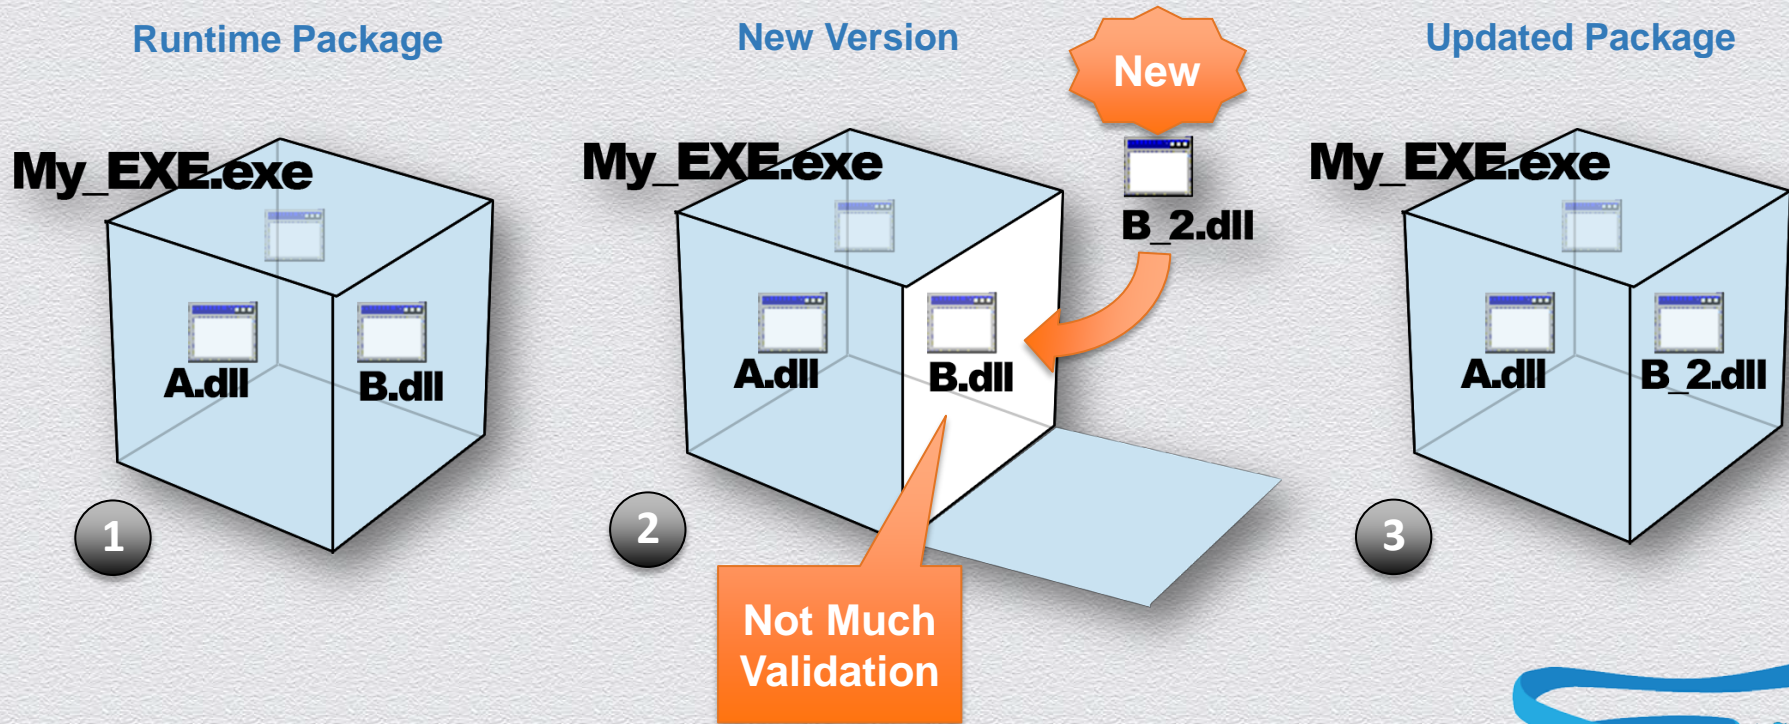 Runtime Package
New Version
Updated Package
New
My_EXE.exe
My_EXE.exe
My_EXE.exe
B_2.dll
A.dll
B.dll
A.dll
B.dll
A.dll
B_2.dll
1
2
3
Not Much
Validation